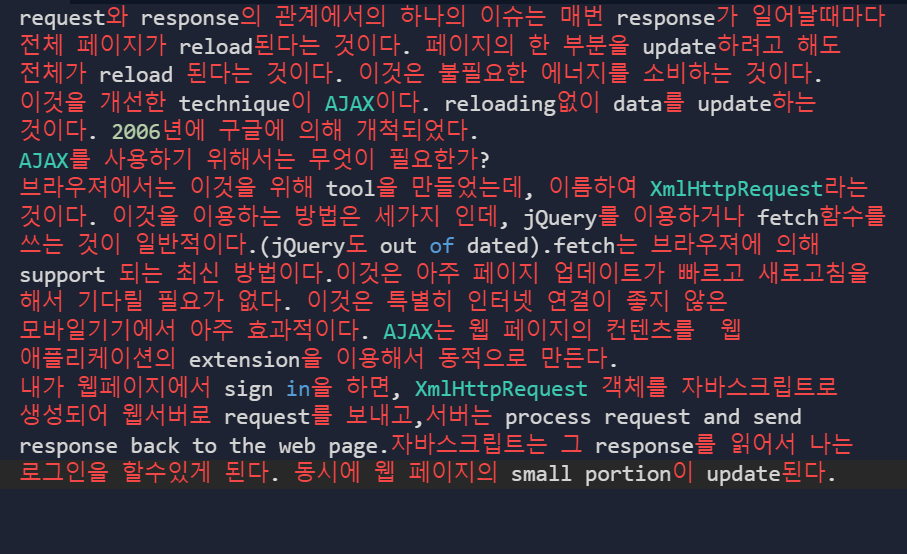 request와 response의 관계에서의 하나의 이슈는 매번 response가 일어날때마다
전체 페이지가 reload된다는 것이다. 페이지의 한 부분을 update하려고 해도
전체가 reload 된다는 것이다. 이것은 불필요한 에너지를 소비하는 것이다.
이것을 개선한 technique이 AJAX이다. reloading없이 data를 update하는
것이다. 2006년에 구글에 의해 개척되었다.
AJAX를 사용하기 위해서는 무엇이 필요한가?
브라우져에서는 이것을 위해 tool을 만들었는데, 이름하여 XmlHttpRequest라는
것이다. 이것을 이용하는 방법은 세가지 인데, jQuery를 이용하거나 fetch함수를
쓰는 것이 일반적이다.(jQuery도 out of dated).fetch는 브라우져에 의해
support 되는 최신 방법이다.이것은 아주 페이지 업데이트가 빠르고 새로고침을
해서 기다릴 필요가 없다. 이것은 특별히 인터넷 연결이 좋지 않은
모바일기기에서 아주 효과적이다. AJAX는 웹 페이지의 컨텐츠를  웹
애플리케이션의 extension을 이용해서 동적으로 만든다.
내가 웹페이지에서 sign in을 하면, XmlHttpRequest 객체를 자바스크립트로
생성되어 웹서버로 request를 보내고,서버는 process request and send
response back to the web page.자바스크립트는 그 response를 읽어서 나는
로그인을 할수있게 된다. 동시에 웹 페이지의 small portion이 update된다.